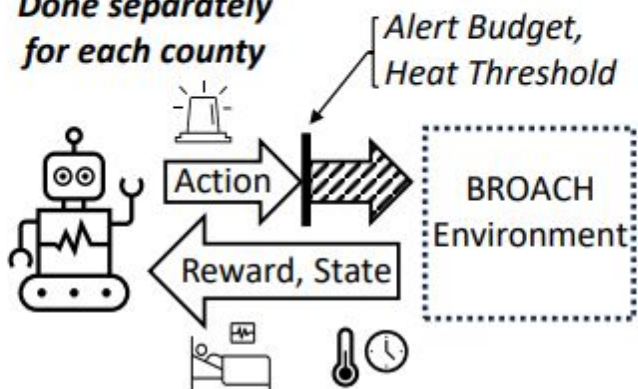 Done separately
for each county
Alert Budget,
Heat Threshold
Action
BROACH
Environment
Reward, State